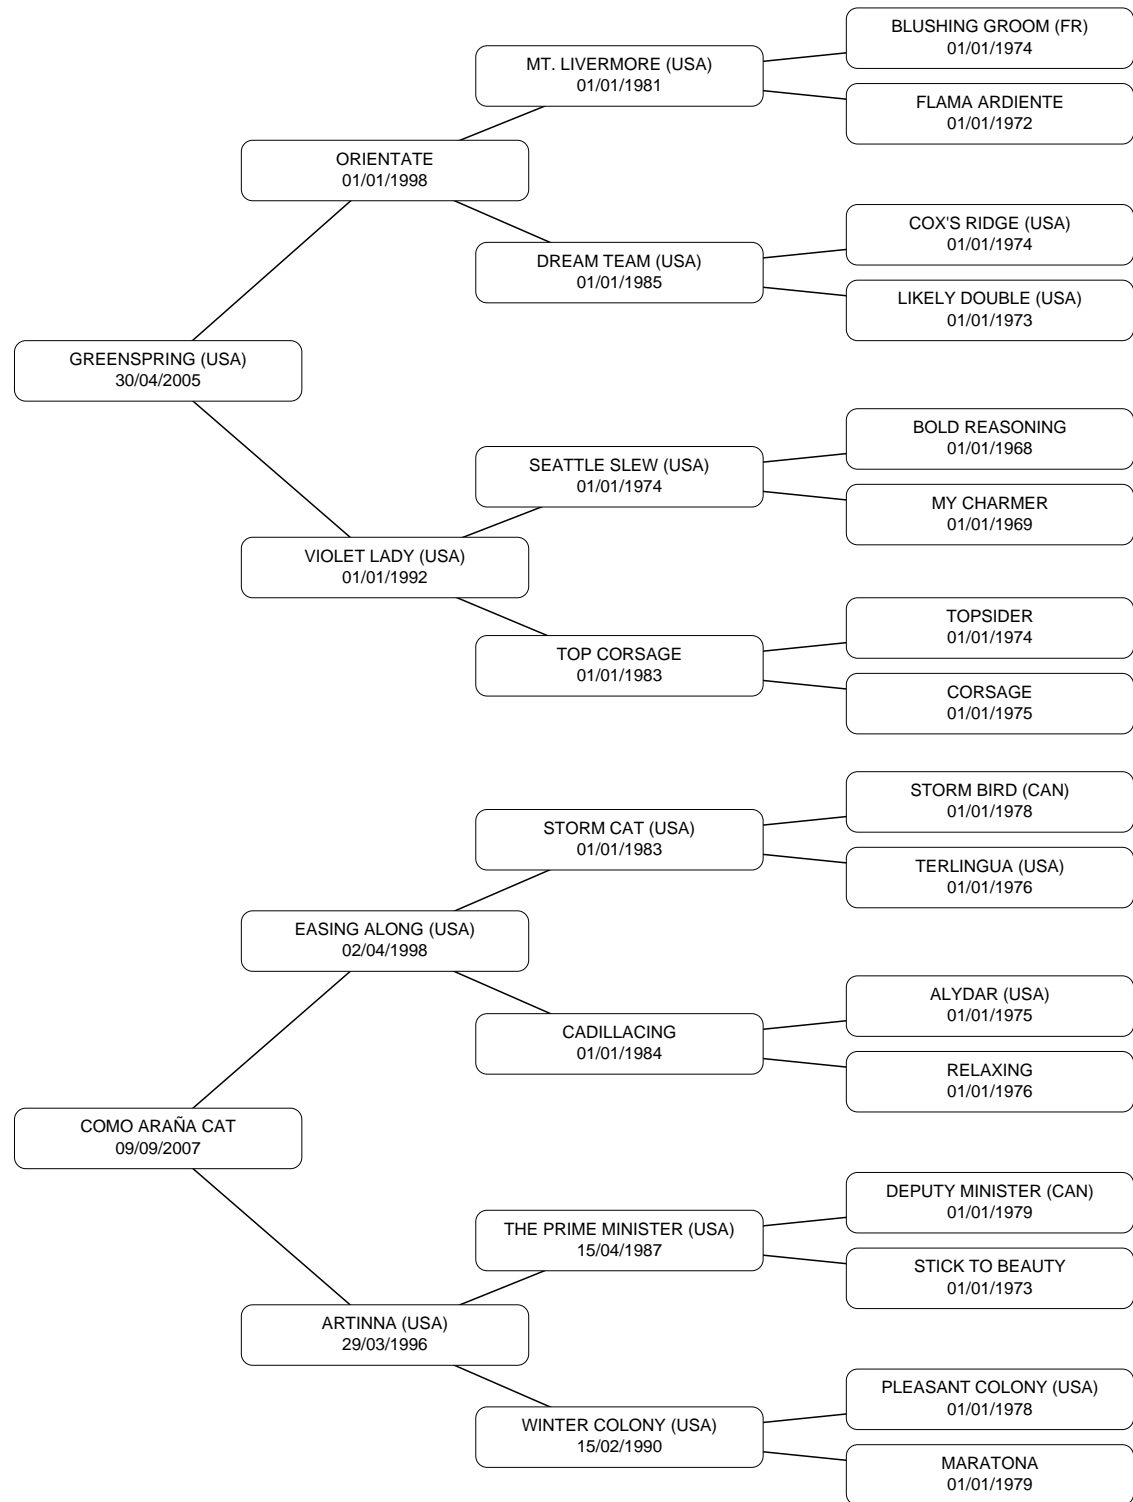 BLUSHING GROOM (FR)
01/01/1974
MT. LIVERMORE (USA)
01/01/1981
FLAMA ARDIENTE
01/01/1972
ORIENTATE
01/01/1998
COX'S RIDGE (USA)
01/01/1974
DREAM TEAM (USA)
01/01/1985
LIKELY DOUBLE (USA)
01/01/1973
GREENSPRING (USA)
30/04/2005
BOLD REASONING
01/01/1968
SEATTLE SLEW (USA)
01/01/1974
MY CHARMER
01/01/1969
VIOLET LADY (USA)
01/01/1992
TOPSIDER
01/01/1974
TOP CORSAGE
01/01/1983
CORSAGE
01/01/1975
STORM BIRD (CAN)
01/01/1978
STORM CAT (USA)
01/01/1983
TERLINGUA (USA)
01/01/1976
EASING ALONG (USA)
02/04/1998
ALYDAR (USA)
01/01/1975
CADILLACING
01/01/1984
RELAXING
01/01/1976
COMO ARAÑA CAT
09/09/2007
DEPUTY MINISTER (CAN)
01/01/1979
THE PRIME MINISTER (USA)
15/04/1987
STICK TO BEAUTY
01/01/1973
ARTINNA (USA)
29/03/1996
PLEASANT COLONY (USA)
01/01/1978
WINTER COLONY (USA)
15/02/1990
MARATONA
01/01/1979